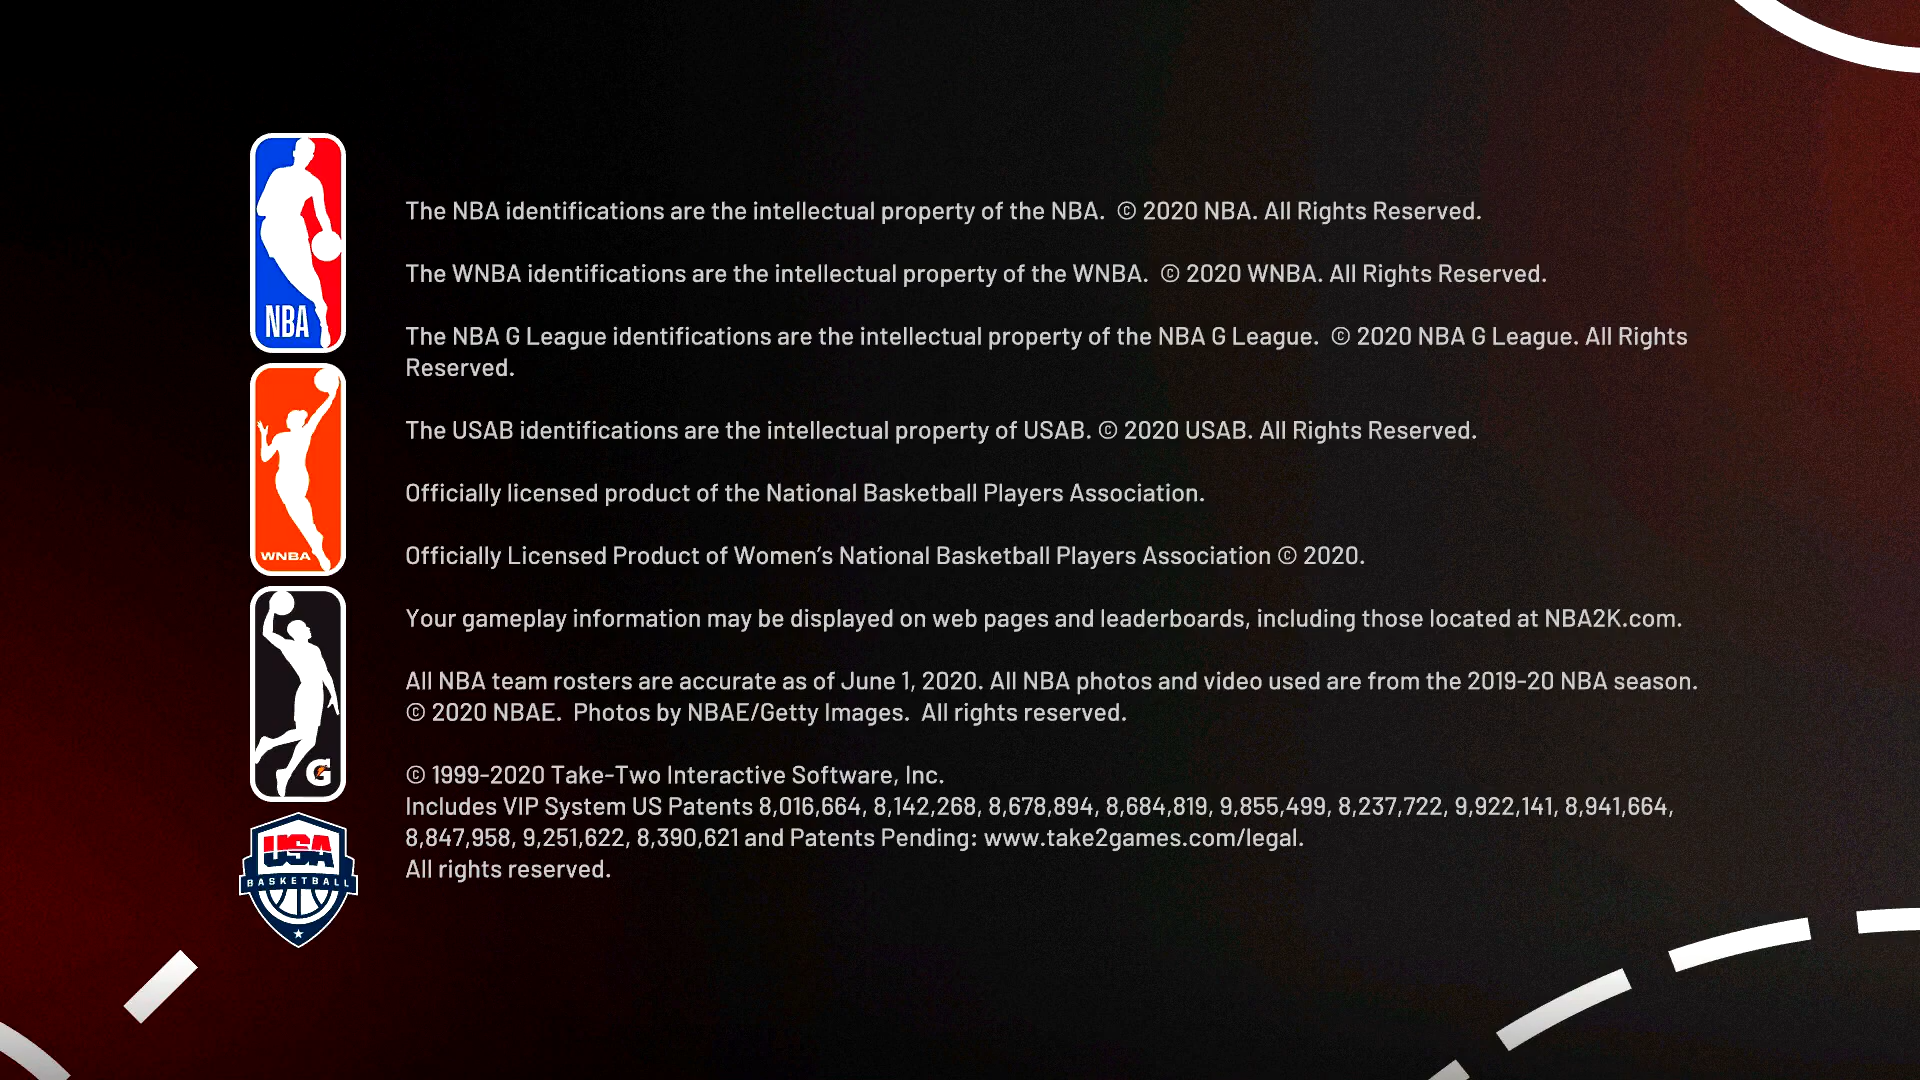 NBA
The NBA identifications are the intellectual property of the NBA.  © 2020 NBA. All Rights Reserved.
The WNBA identifications are the intellectual property of the WNBA.  © 2020 WNBA. All Rights Reserved.
The NBA G League identifications are the intellectual property of the NBA G League.  © 2020 NBA G League. All Rights
Reserved.
WNBA
The USAB identifications are the intellectual property of USAB. © 2020 USAB. All Rights Reserved.
Officially licensed product of the National Basketball Players Association.
Officially Licensed Product of Women’s National Basketball Players Association © 2020.
G
Your gameplay information may be displayed on web pages and leaderboards, including those located at NBA2K.com.
All NBA team rosters are accurate as of June 1, 2020. All NBA photos and video used are from the 2019-20 NBA season.
© 2020 NBAE.  Photos by NBAE/Getty Images.  All rights reserved.
© 1999-2020 Take-Two Interactive Software, Inc.
Includes VIP System US Patents 8,016,664, 8,142,268, 8,678,894, 8,684,819, 9,855,499, 8,237,722, 9,922,141, 8,941,664,
8,847,958, 9,251,622, 8,390,621 and Patents Pending: www.take2games.com/legal.
All rights reserved.
USA
BASKETBALL